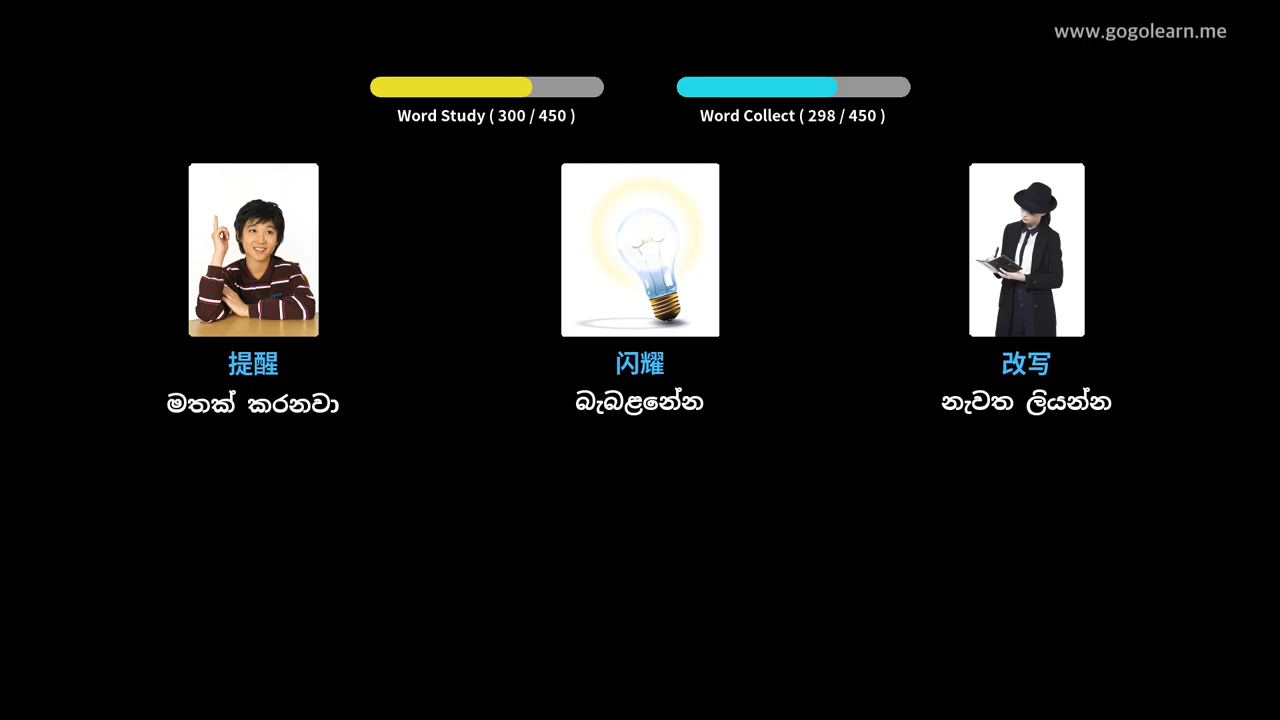 www.gogolearn.me
Word Study ( 300 / 450 )
Word Collect ( 298 / 450 )
提醒
闪耀
改写
මතක් කරනවා
බැබළනේන
නැවත ලියන්න